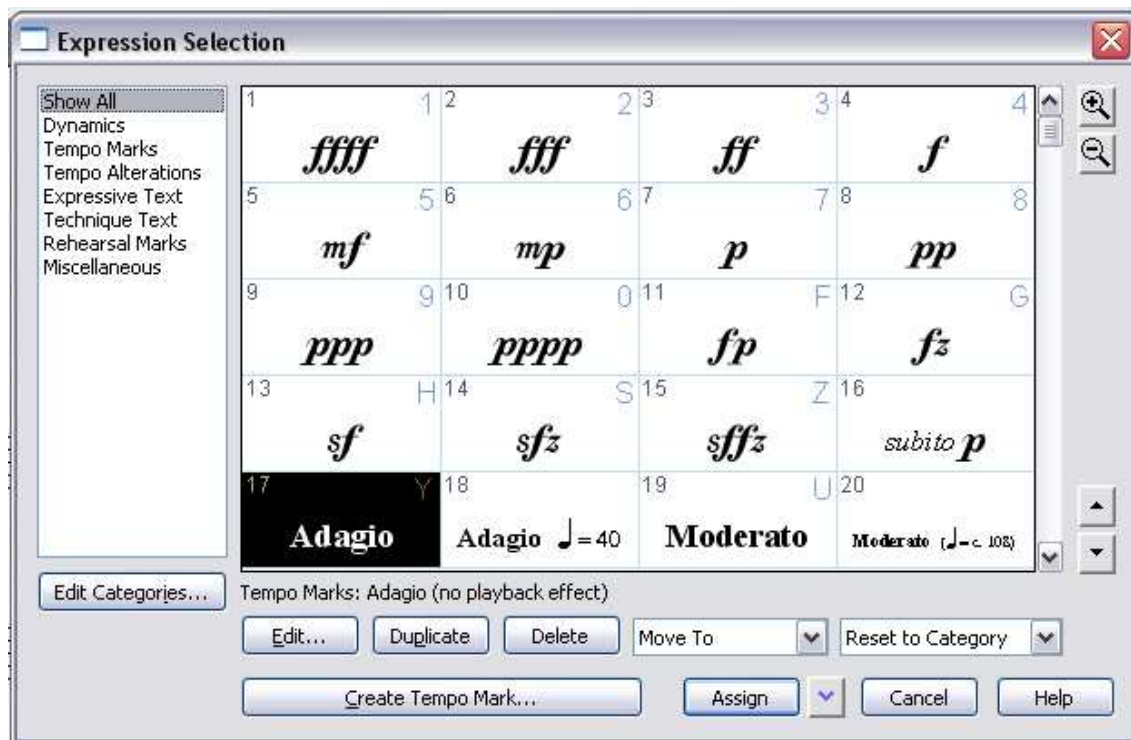 Expression Selection
Show All
Dynamics
Tempo Marks
Tempo Alterations
Expressive Text
Technique Text
Rehearsal Marks
Miscellaneous
1 1 2 2 3 3 4 4
ffff fff ff f
5 5 6 6 7 7 8 8
mf mp p pp
9 9 10 0 11 F 12 G
ppp pppp fp fz
13 H 14 S 15 Z 16
sf sfz sffz subito p
17 Y 18 19 U 20
Adagio Adagio ♩ = 40 Moderato Moderato (♩ = c. 108)
Edit Categories...
Tempo Marks: Adagio (no playback effect)
Edit... Duplicate Delete Move To Reset to Category
Create Tempo Mark... Assign Cancel Help